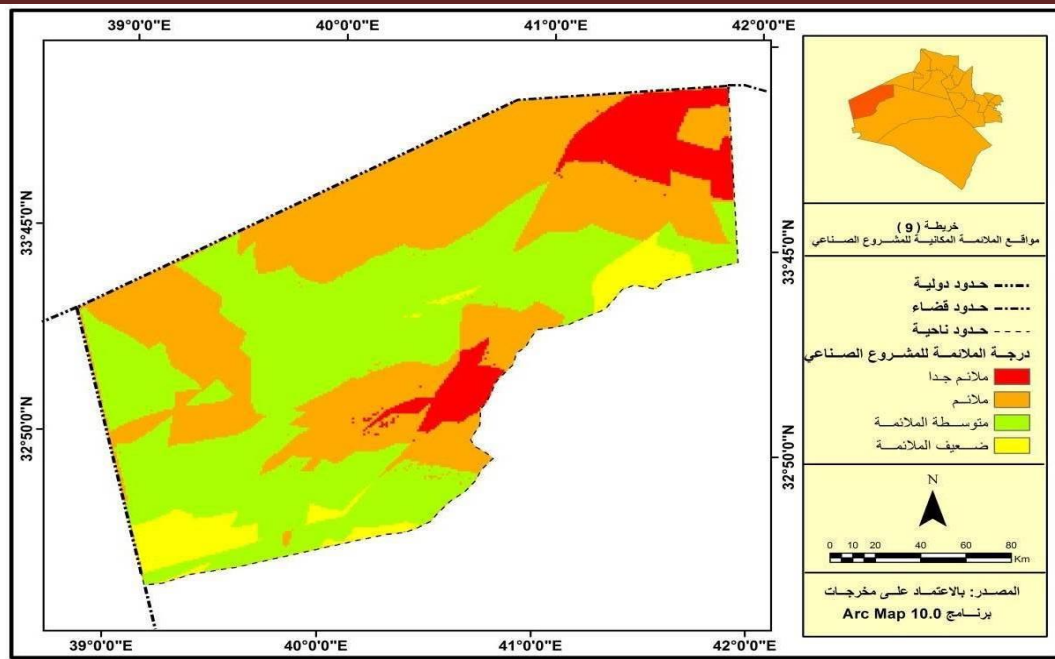 39°0'0"E 40°0'0"E 41°0'0"E 42°0'0"E
33°45'0"N
32°50'0"N
33°45'0"N
32°50'0"N
39°0'0"E 40°0'0"E 41°0'0"E 42°0'0"E
خريطة ( 9 )
مواقع الملائمة المكانية للمشروع الصناعي
حدود دولية
حدود قضاء
حدود ناحية
درجة الملائمة للمشروع الصناعي
ملائم جدا
ملائم
متوسطة الملائمة
ضعيف الملائمة
N
0 10 20 40 60 80
Km
المصدر: بالاعتماد على مخرجات
برنامج Arc Map 10.0